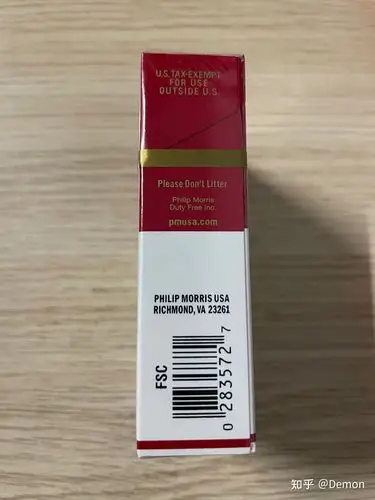 U.S. TAX-EXEMPT
FOR USE
OUTSIDE U.S.
Please Don't Litter
Philip Morris
Duty Free Inc.
pmusa.com
PHILIP MORRIS USA
RICHMOND, VA 23261
FSC
0 283572 7
知乎 @Demon